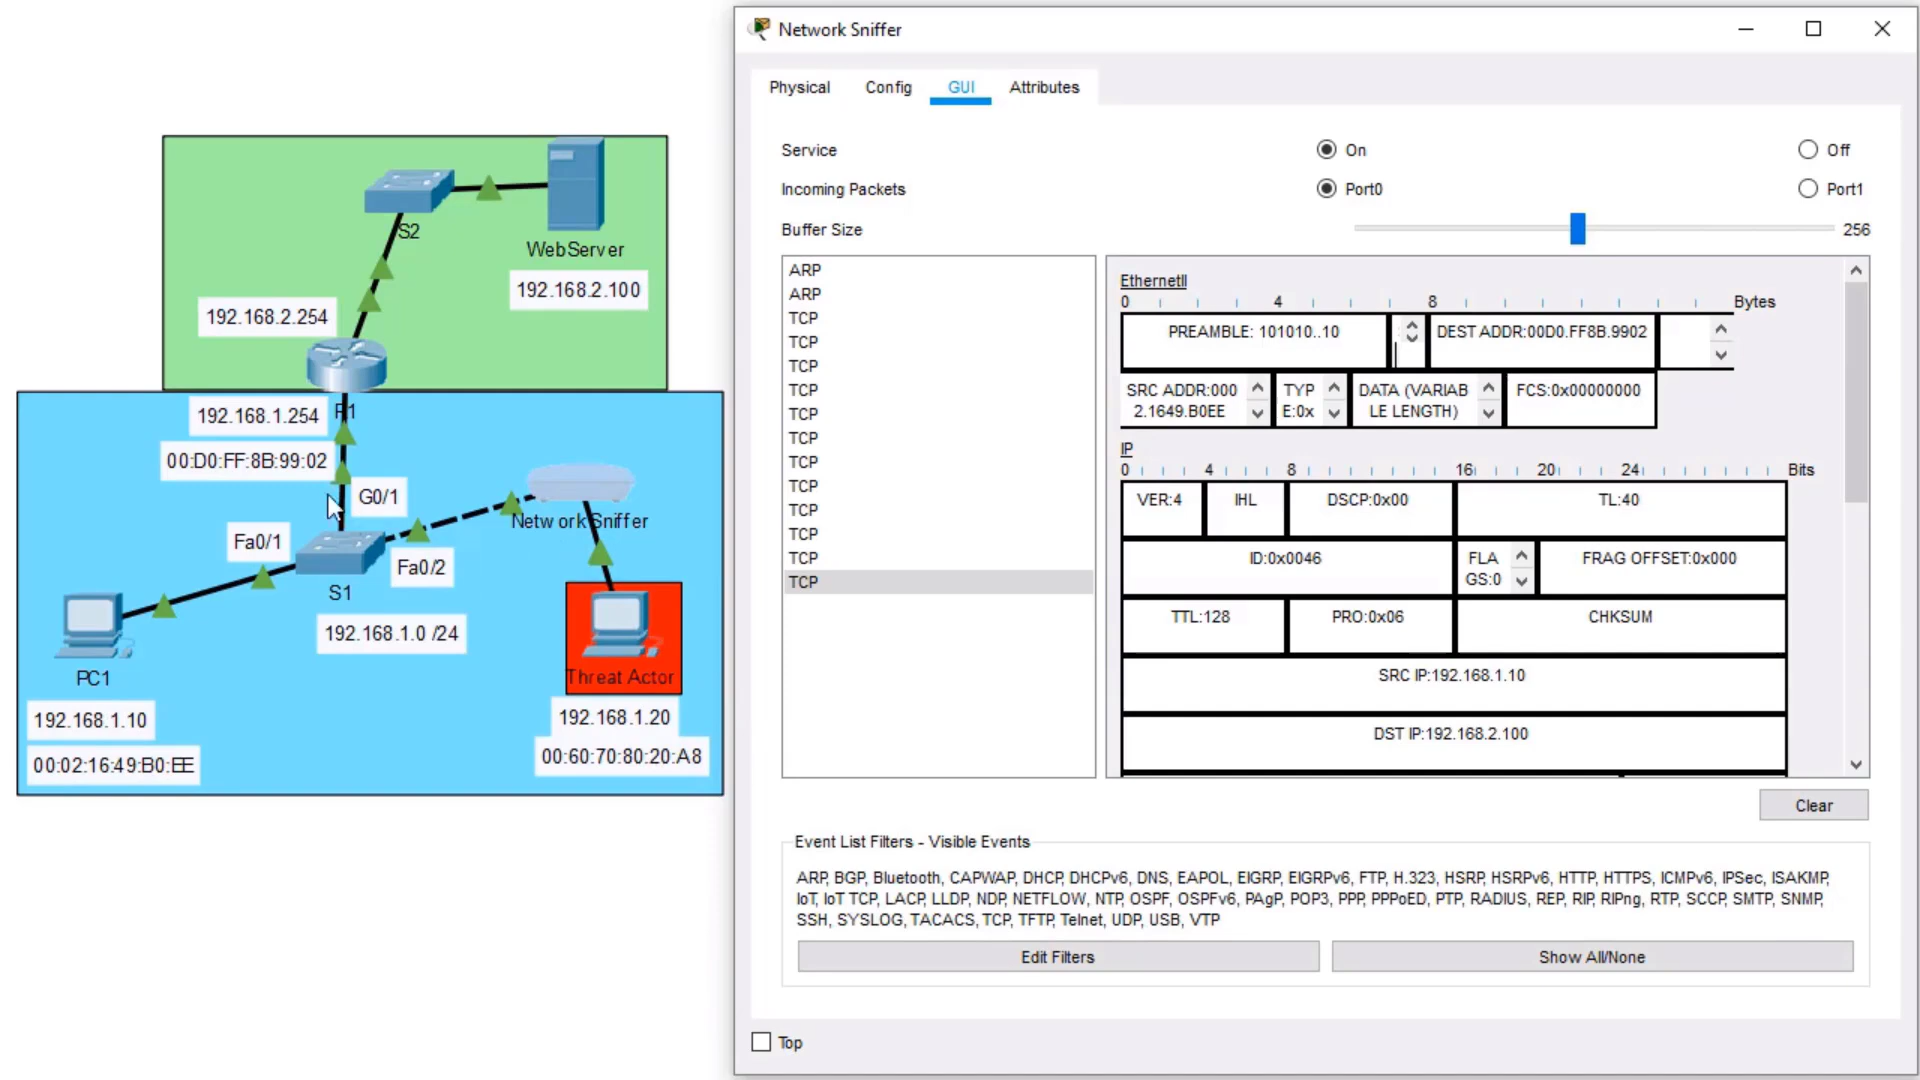 S2
WebServer
192.168.2.100
192.168.2.254
192.168.1.254
R1
00:D0:FF:8B:99:02
G0/1
Network Sniffer
Fa0/1
Fa0/2
S1
192.168.1.0 /24
PC1
Threat Actor
192.168.1.10
192.168.1.20
00:60:70:80:20:A8
00:02:16:49:B0:EE
Network Sniffer
Physical Config GUI Attributes
Service On Off
Incoming Packets Port0 Port1
Buffer Size 256
ARP
ARP
TCP
TCP
TCP
TCP
TCP
TCP
TCP
TCP
TCP
TCP
TCP
TCP
EthernetII
0 4 8 Bytes
PREAMBLE: 101010..10 DEST ADDR:00D0.FF8B.9902
SRC ADDR:000 TYP DATA (VARIAB FCS:0x00000000
2.1649.B0EE E:0x LE LENGTH)
IP
0 4 8 16 20 24 Bits
VER:4 IHL DSCP:0x00 TL:40
ID:0x0046 FLA FRAG OFFSET:0x000
GS:0
TTL:128 PRO:0x06 CHKSUM
SRC IP:192.168.1.10
DST IP:192.168.2.100
Clear
Event List Filters - Visible Events
ARP, BGP, Bluetooth, CAPWAP, DHCP, DHCPv6, DNS, EAPOL, EIGRP, EIGRPv6, FTP, H.323, HSRP, HSRPv6, HTTP, HTTPS, ICMPv6, IPSec, ISAKMP,
IoT, IoT TCP, LACP, LLDP, NDP, NETFLOW, NTP, OSPF, OSPFv6, PAgP, POP3, PPP, PPPoED, PTP, RADIUS, REP, RIP, RIPng, RTP, SCCP, SMTP, SNMP,
SSH, SYSLOG, TACACS, TCP, TFTP, Telnet, UDP, USB, VTP
Edit Filters Show All/None
Top